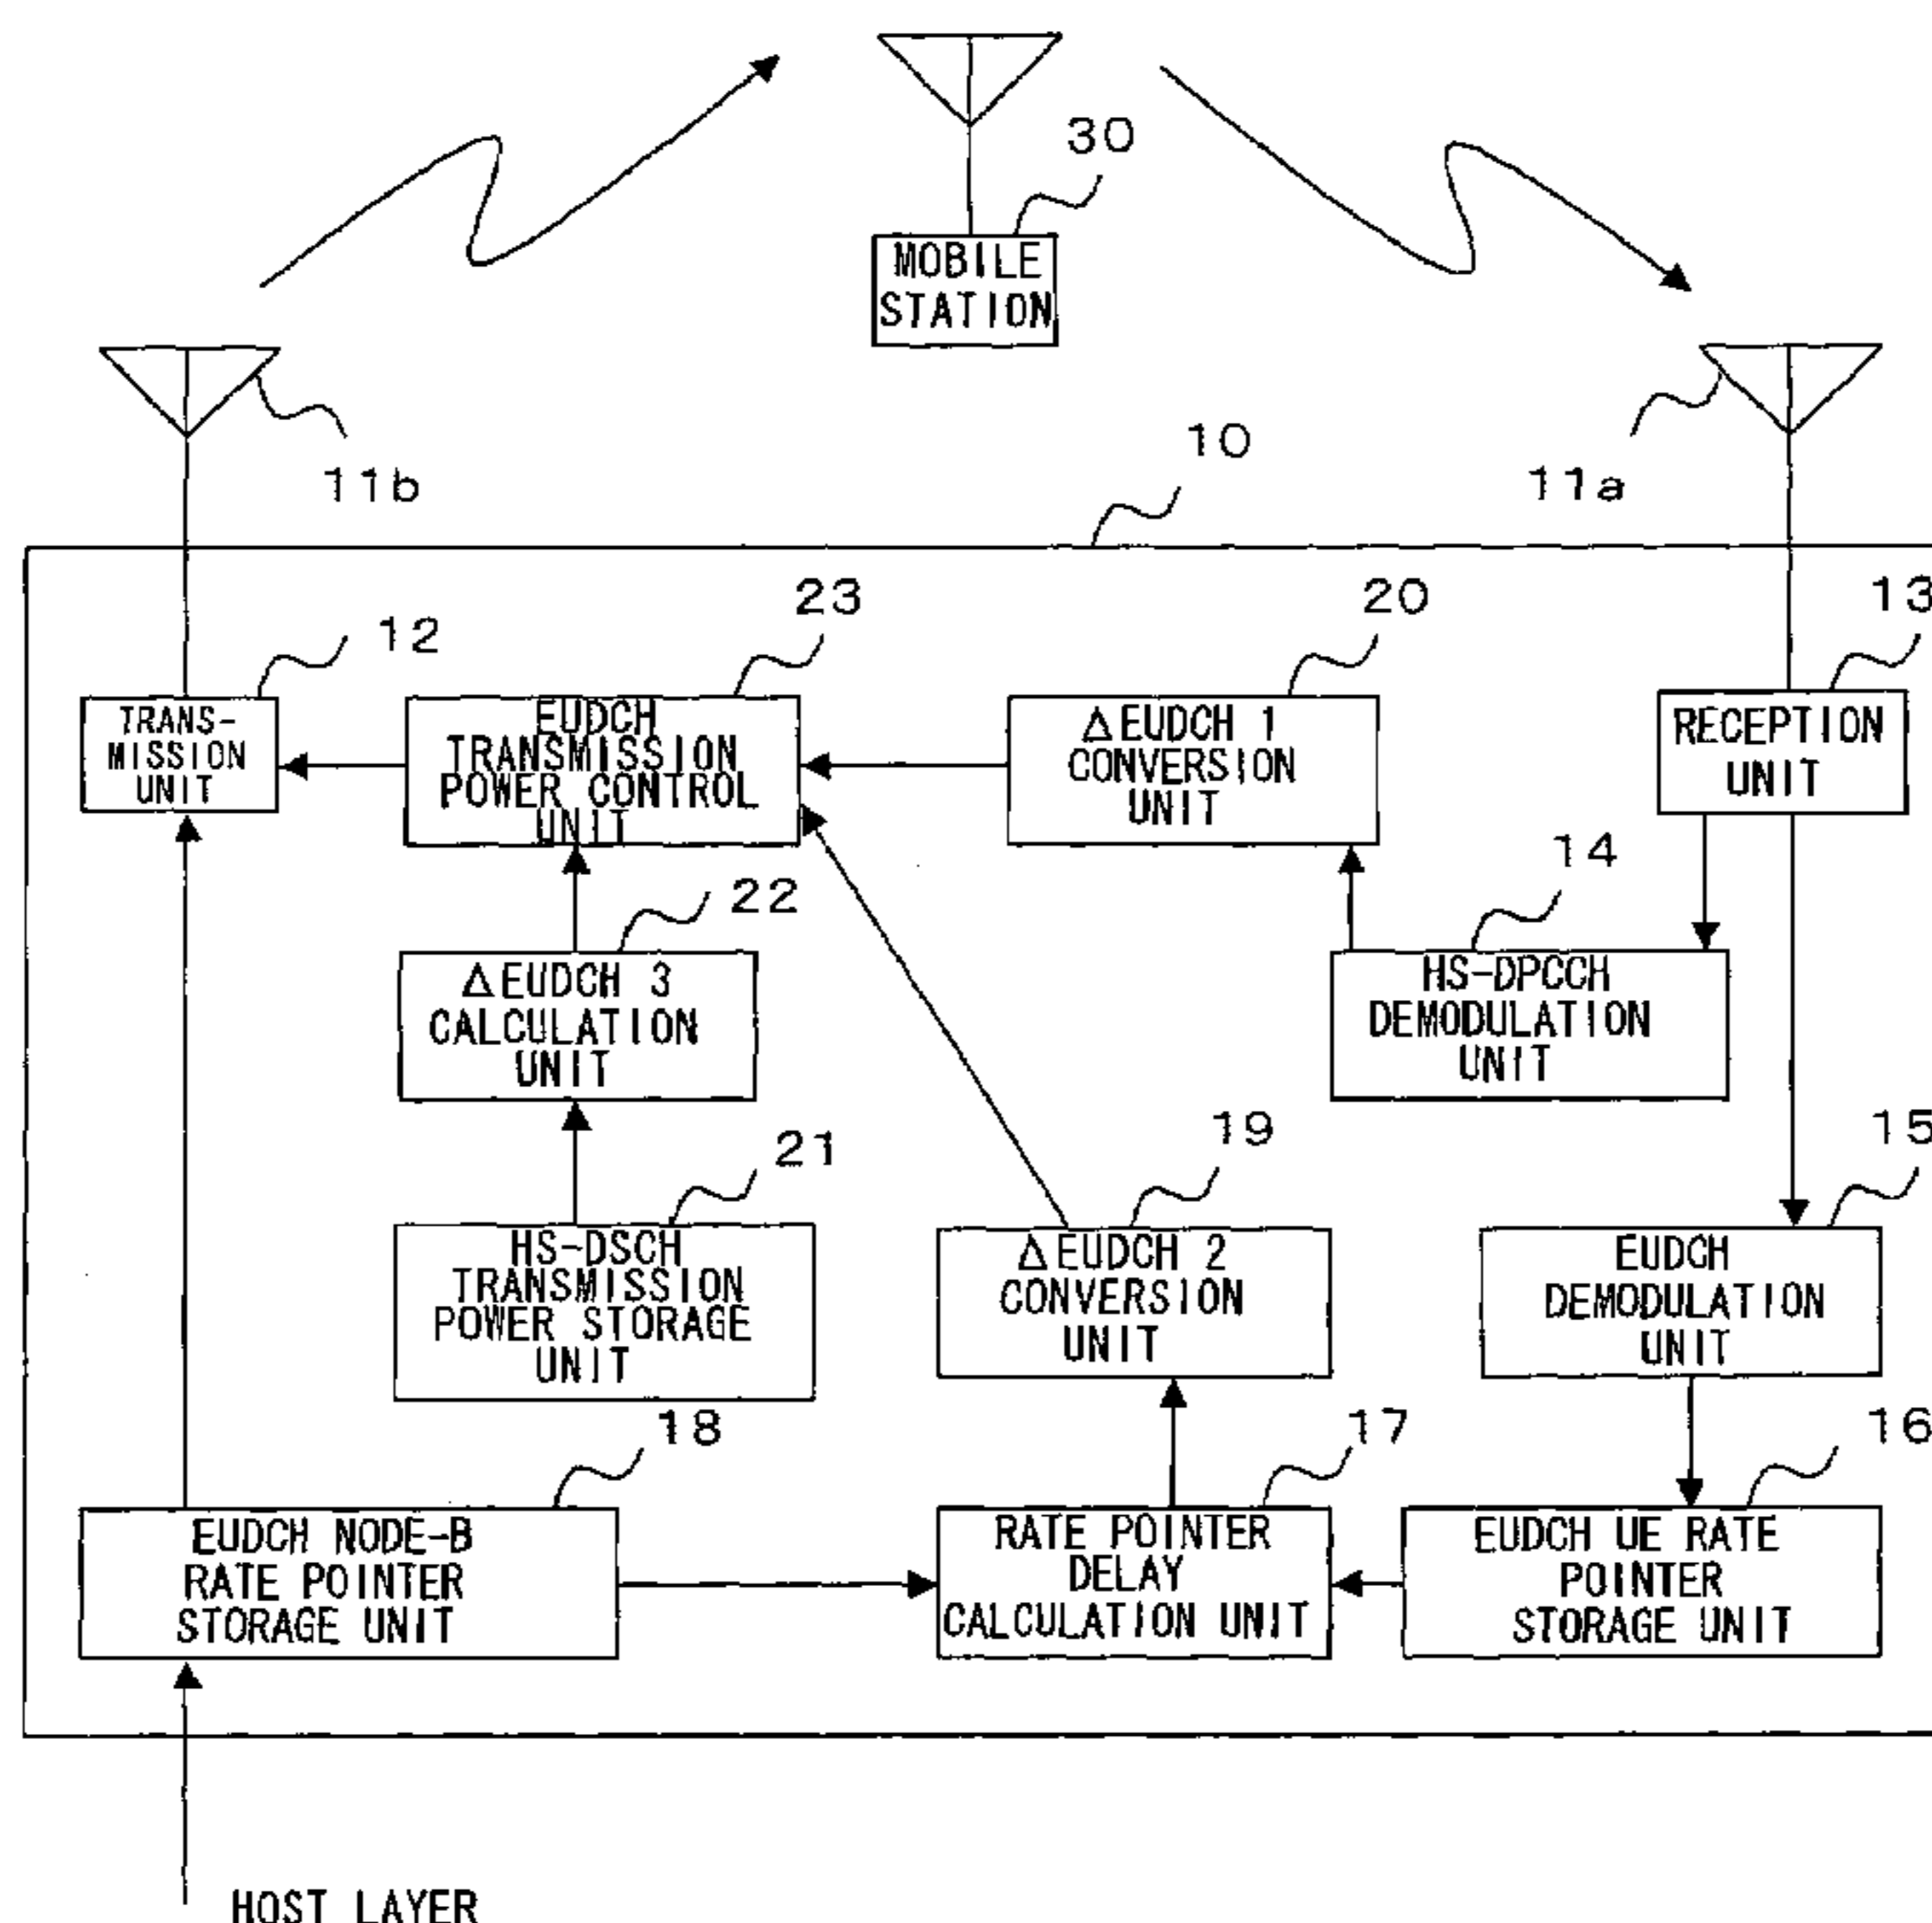 30
MOBILE
STATION
11b
11a
10
23
20
13
12
TRANS-
MISSION
UNIT
EUDCH
TRANSMISSION
POWER CONTROL
UNIT
ΔEUDCH 1
CONVERSION
UNIT
RECEPTION
UNIT
14
22
ΔEUDCH 3
CALCULATION
UNIT
HS-DPCCH
DEMODULATION
UNIT
21
19
15
HS-DSCH
TRANSMISSION
POWER STORAGE
UNIT
ΔEUDCH 2
CONVERSION
UNIT
EUDCH
DEMODULATION
UNIT
18
17
16
EUDCH NODE-B
RATE POINTER
STORAGE UNIT
RATE POINTER
DELAY
CALCULATION UNIT
EUDCH UE RATE
POINTER
STORAGE UNIT
HOST LAYER